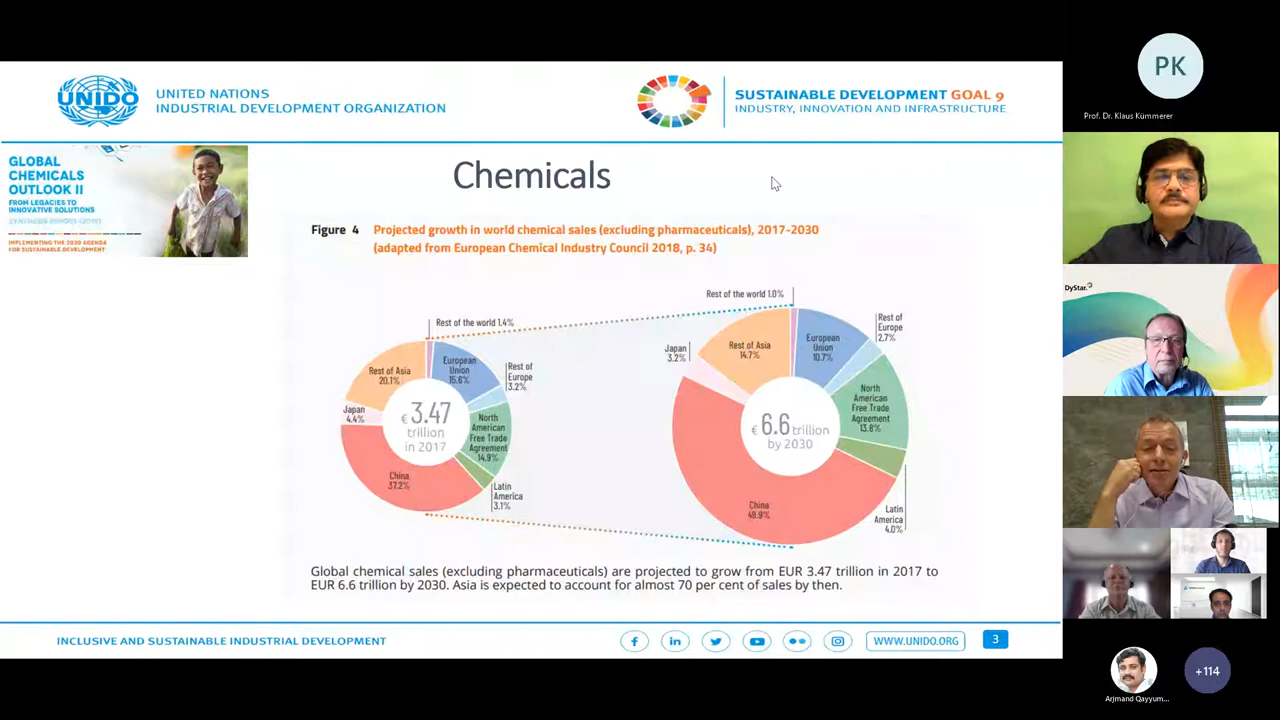 UNIDO
UNITED NATIONS
INDUSTRIAL DEVELOPMENT ORGANIZATION
SUSTAINABLE DEVELOPMENT GOAL 9
INDUSTRY, INNOVATION AND INFRASTRUCTURE
GLOBAL
CHEMICALS
OUTLOOK II
FROM LEGACIES TO
INNOVATIVE SOLUTIONS
IMPLEMENTING THE 2030 AGENDA
FOR SUSTAINABLE DEVELOPMENT
Chemicals
Figure 4 Projected growth in world chemical sales (excluding pharmaceuticals), 2017-2030
(adapted from European Chemical Industry Council 2018, p. 34)
Rest of the world 1.4%
European
Union
15.6%
Rest of
Europe
3.2%
North
American
Free Trade
Agreement
14.9%
Latin
America
3.1%
China
37.2%
Japan
4.4%
Rest of Asia
20.1%
€ 3.47
trillion
in 2017
Rest of the world 1.0%
European
Union
10.7%
Rest of
Europe
2.7%
North
American
Free Trade
Agreement
13.8%
Latin
America
4.0%
China
49.9%
Japan
3.2%
Rest of Asia
14.7%
€ 6.6 trillion
by 2030
Global chemical sales (excluding pharmaceuticals) are projected to grow from EUR 3.47 trillion in 2017 to
EUR 6.6 trillion by 2030. Asia is expected to account for almost 70 per cent of sales by then.
INCLUSIVE AND SUSTAINABLE INDUSTRIAL DEVELOPMENT
f
in
WWW.UNIDO.ORG
3
PK
Prof. Dr. Klaus Kümmerer
DyStar
Arjmand Qayyum...
+114